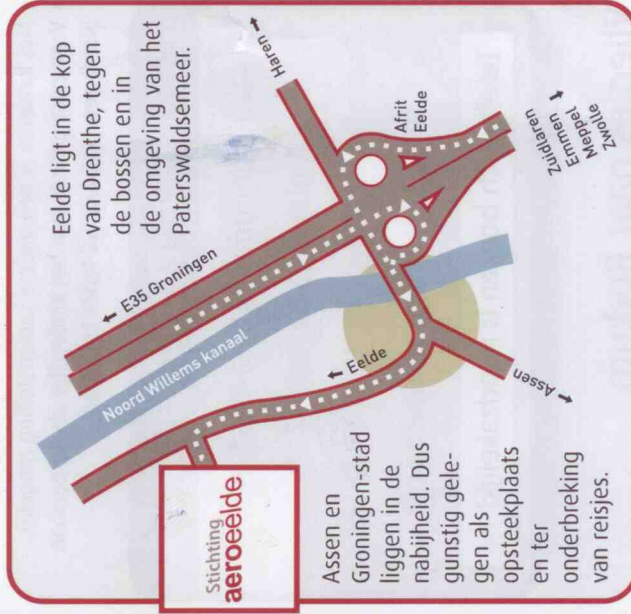 Eelde ligt in de kop
van Drenthe, tegen
de bossen en in
de omgeving van het
Paterswoldsemeer.
Haren →
← E35 Groningen
Noord Willems kanaal
Afrit
Eelde
Zuidlaren
Emmen
Meppel
Zwolle
← Eelde
Assen →
Stichting
aeroeelde
Assen en
Groningen-stad
liggen in de
nabijheid. Dus
gunstig gele-
gen als
opsteekplaats
en ter
onderbreking
van reisjes.